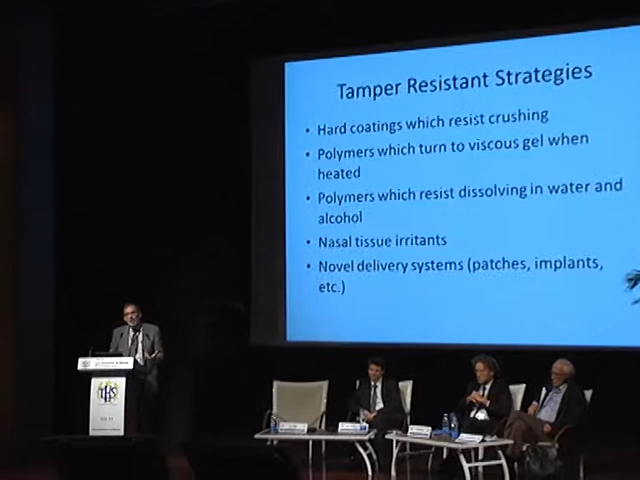 Tamper Resistant Strategies
• Hard coatings which resist crushing
• Polymers which turn to viscous gel when
heated
• Polymers which resist dissolving in water and
alcohol
• Nasal tissue irritants
• Novel delivery systems (patches, implants,
etc.)